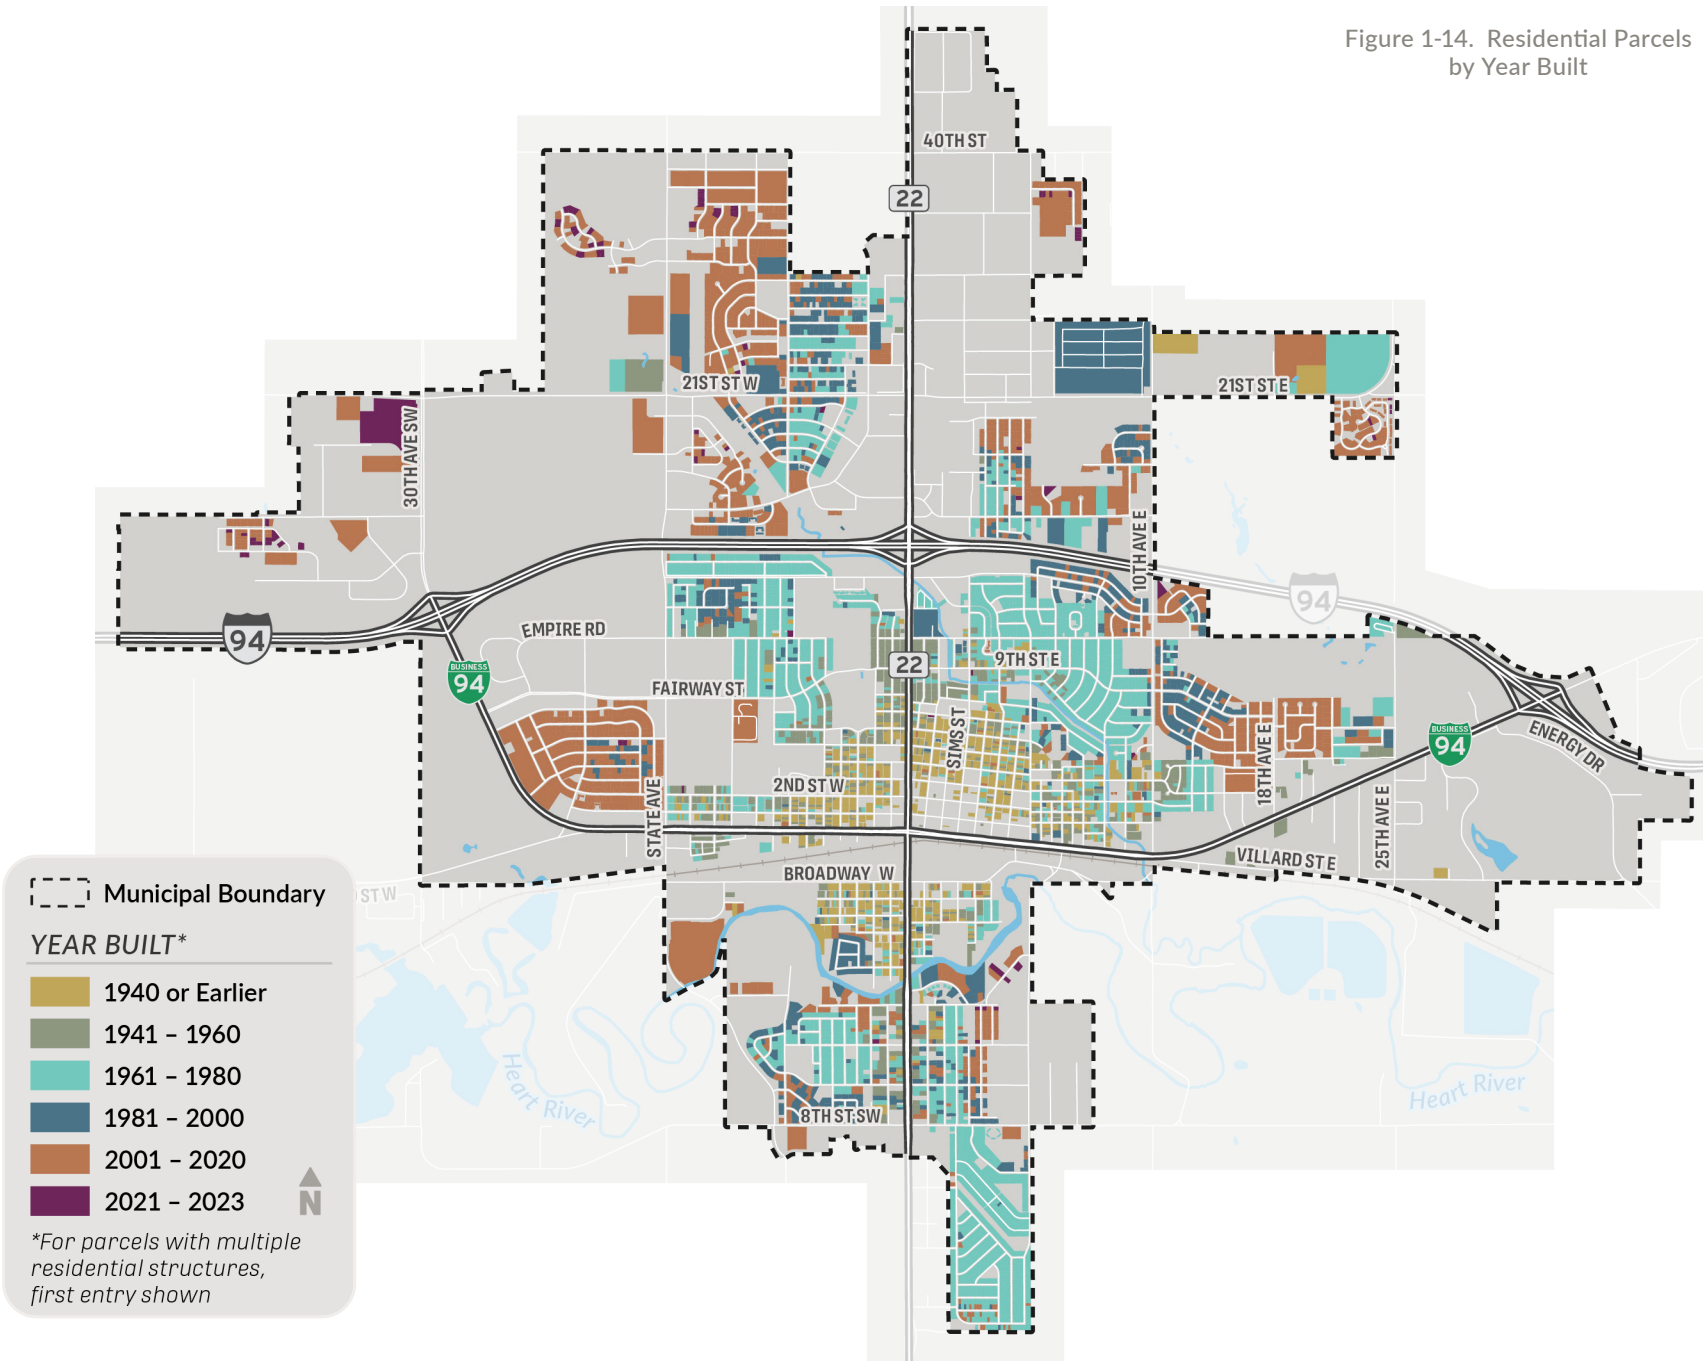 Figure 1-14. Residential Parcels
by Year Built
40TH ST
22
21ST ST W
21ST ST E
30TH AVE SW
10TH AVE E
94
94
EMPIRE RD
BUSINESS
94
22
9TH ST E
FAIRWAY ST
SIMS ST
18TH AVE E
BUSINESS
94
ENERGY DR
2ND ST W
STATE AVE
25TH AVE E
VILLARD ST E
BROADWAY W
ST W
Municipal Boundary
YEAR BUILT*
1940 or Earlier
1941 – 1960
1961 – 1980
1981 – 2000
2001 – 2020
2021 – 2023
N
*For parcels with multiple
residential structures,
first entry shown
Heart River
Heart River
8TH ST SW